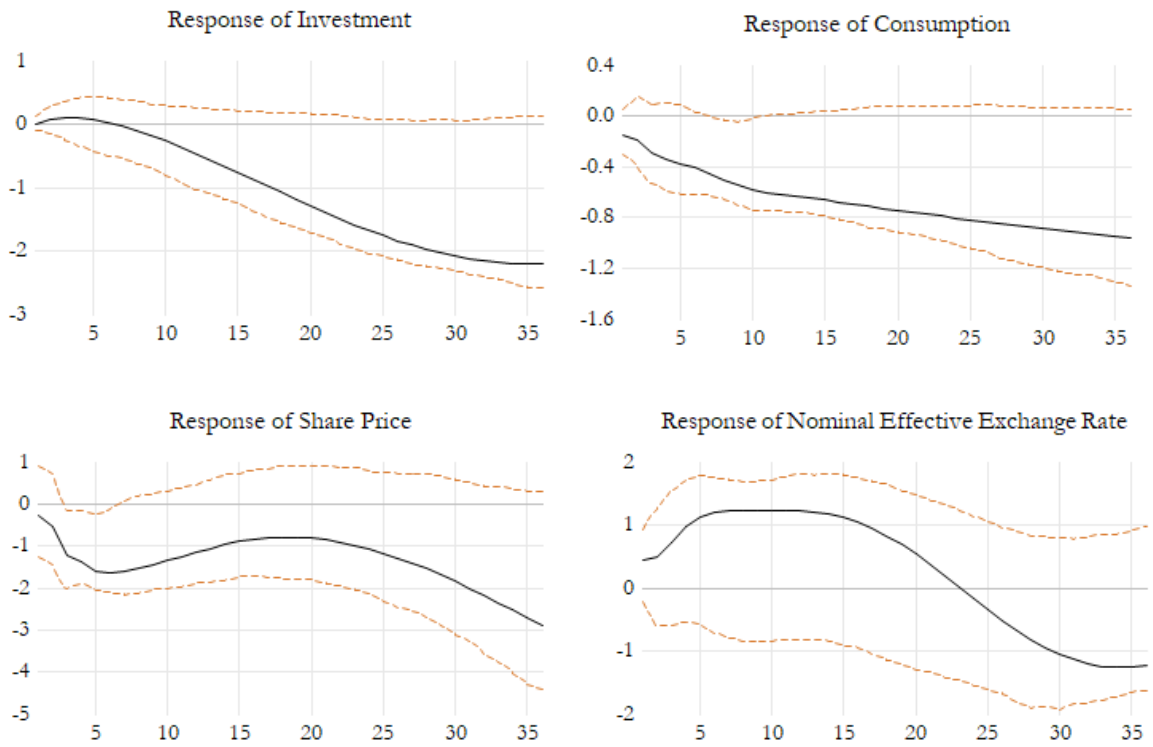 Response of Investment
1
0
-1
-2
-3
5 10 15 20 25 30 35
Response of Consumption
0.4
0.0
-0.4
-0.8
-1.2
-1.6
5 10 15 20 25 30 35
Response of Share Price
1
0
-1
-2
-3
-4
-5
5 10 15 20 25 30 35
Response of Nominal Effective Exchange Rate
2
1
0
-1
-2
5 10 15 20 25 30 35